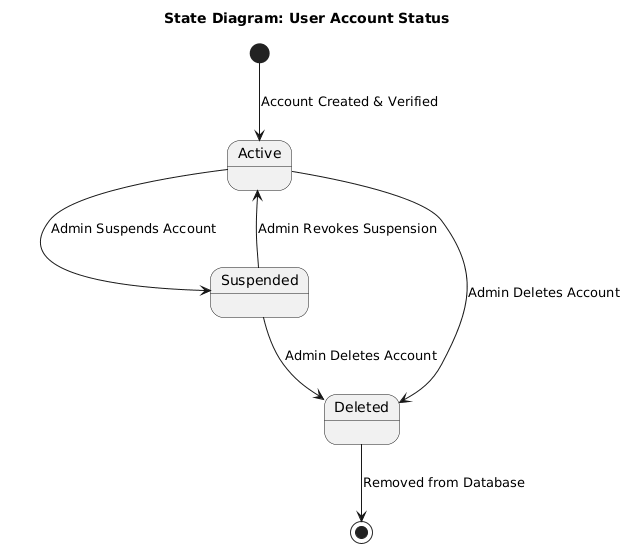 State Diagram: User Account Status
Account Created & Verified
Active
Admin Suspends Account
Admin Revokes Suspension
Suspended
Admin Deletes Account
Admin Deletes Account
Deleted
Removed from Database